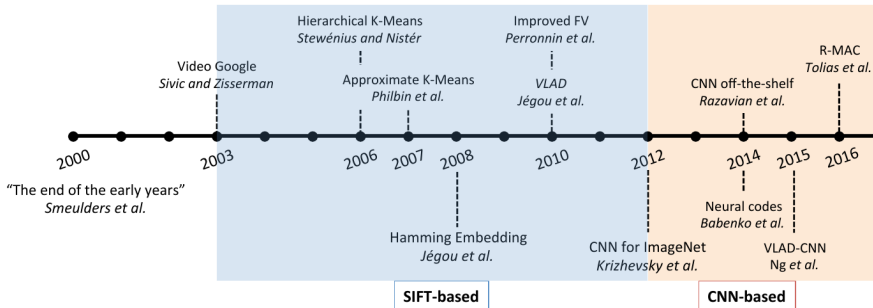 Hierarchical K-Means
Stewénius and Nistér
Improved FV
Perronnin et al.
Video Google
Sivic and Zisserman
Approximate K-Means
Philbin et al.
VLAD
Jégou et al.
CNN off-the-shelf
Razavian et al.
R-MAC
Tolias et al.
2000
2003
2006
2007
2008
2010
2012
2014
2015
2016
"The end of the early years"
Smeulders et al.
Hamming Embedding
Jégou et al.
CNN for ImageNet
Krizhevsky et al.
Neural codes
Babenko et al.
VLAD-CNN
Ng et al.
SIFT-based
CNN-based